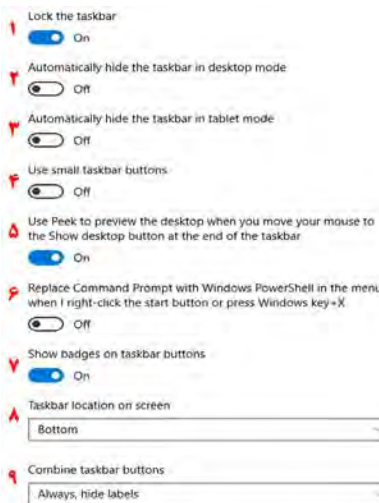 ۱ Lock the taskbar
On
۲ Automatically hide the taskbar in desktop mode
Off
۳ Automatically hide the taskbar in tablet mode
Off
۴ Use small taskbar buttons
Off
۵ Use Peek to preview the desktop when you move your mouse to
the Show desktop button at the end of the taskbar
On
۶ Replace Command Prompt with Windows PowerShell in the menu
when I right-click the start button or press Windows key+X
Off
۷ Show badges on taskbar buttons
On
۸ Taskbar location on screen
Bottom
۹ Combine taskbar buttons
Always, hide labels